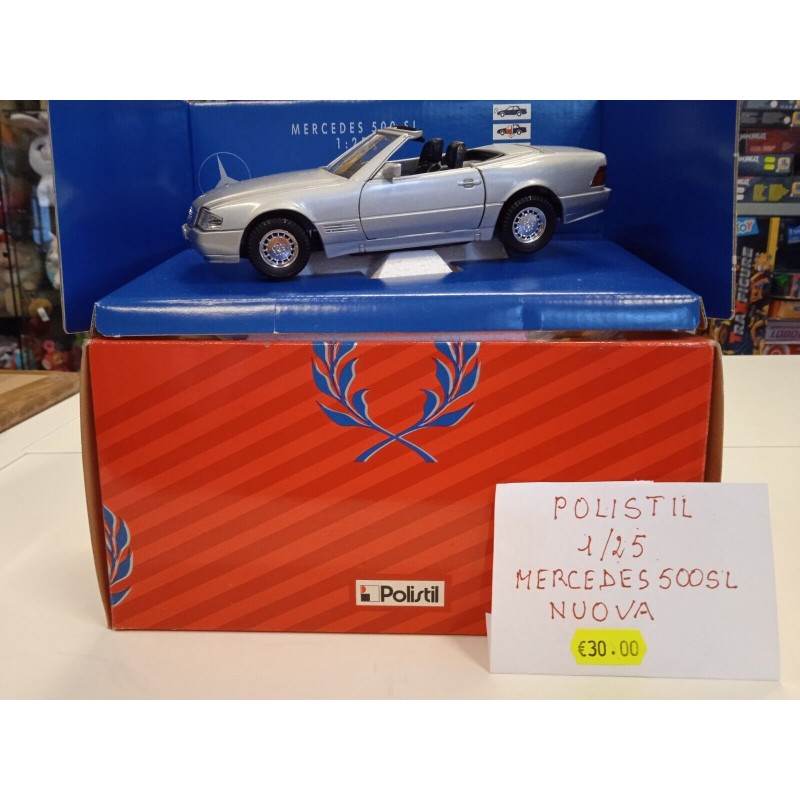 MERCEDES 500 SL
Polistil
POLISTIL
1/25
MERCEDES 500SL
NUOVA
€30.00